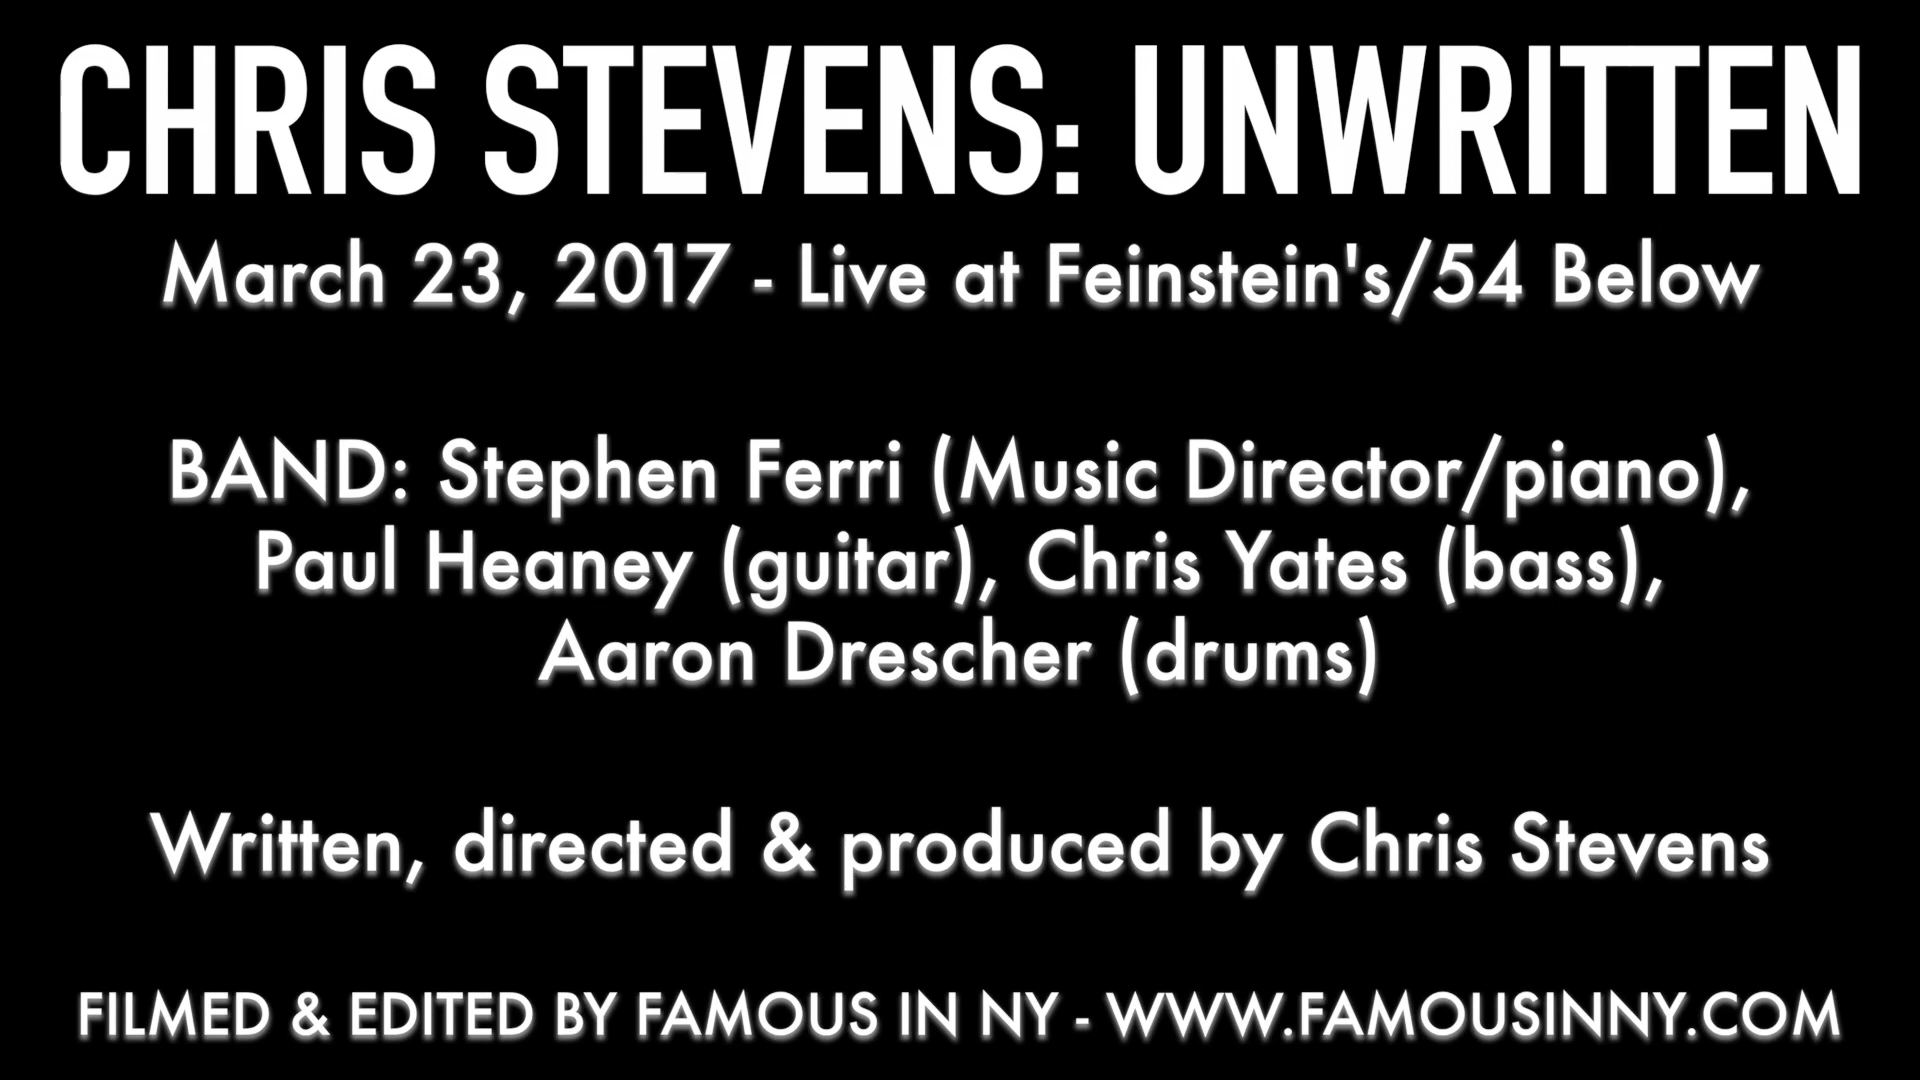 CHRIS STEVENS: UNWRITTEN
March 23, 2017 - Live at Feinstein's/54 Below
BAND: Stephen Ferri (Music Director/piano),
Paul Heaney (guitar), Chris Yates (bass),
Aaron Drescher (drums)
Written, directed & produced by Chris Stevens
FILMED & EDITED BY FAMOUS IN NY - WWW.FAMOUSINNY.COM